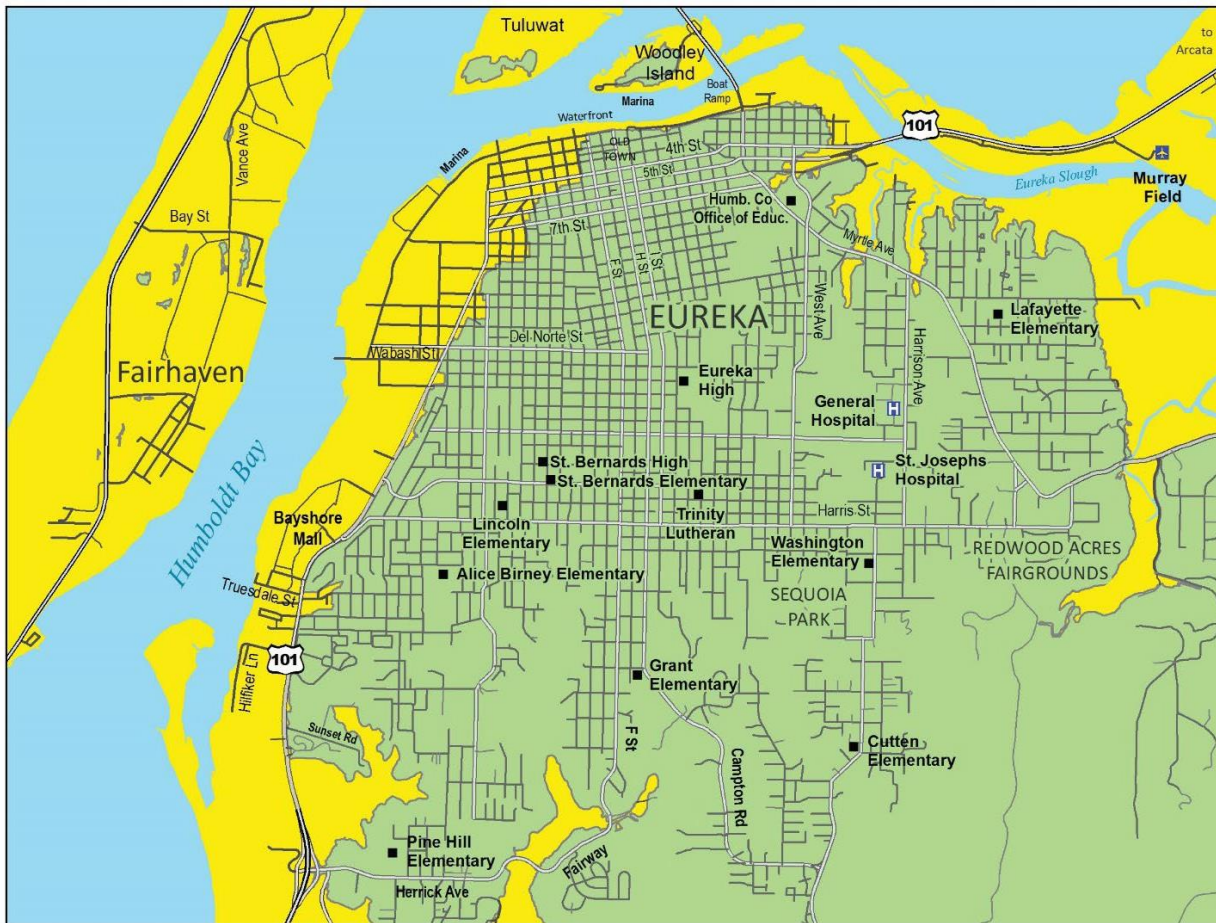 Tuluwat
Woodley
Island
to
Arcata
Boat
Ramp
Marina
Waterfront
101
OLD
TOWN
4th St
5th St
Marina
Vance Ave
Eureka Slough
Murray
Field
Humb. Co
Office of Educ.
Bay St
7th St
Myrtle Ave
F St
H St
I St
West Ave
EUREKA
Lafayette
Elementary
Del Norte St
Harrison Ave
Wabash St
Fairhaven
Eureka
High
General
Hospital
H
St. Bernards High
St. Josephs
Hospital
H
St. Bernards Elementary
Humboldt Bay
Bayshore
Mall
Lincoln
Elementary
Trinity
Lutheran
Harris St
Washington
Elementary
REDWOOD ACRES
FAIRGROUNDS
Alice Birney Elementary
Truesdale St
SEQUOIA
PARK
101
Hilfiker Ln
Grant
Elementary
Sunset Rd
F St
Campton Rd
Cutten
Elementary
Pine Hill
Elementary
Fairway
Herrick Ave